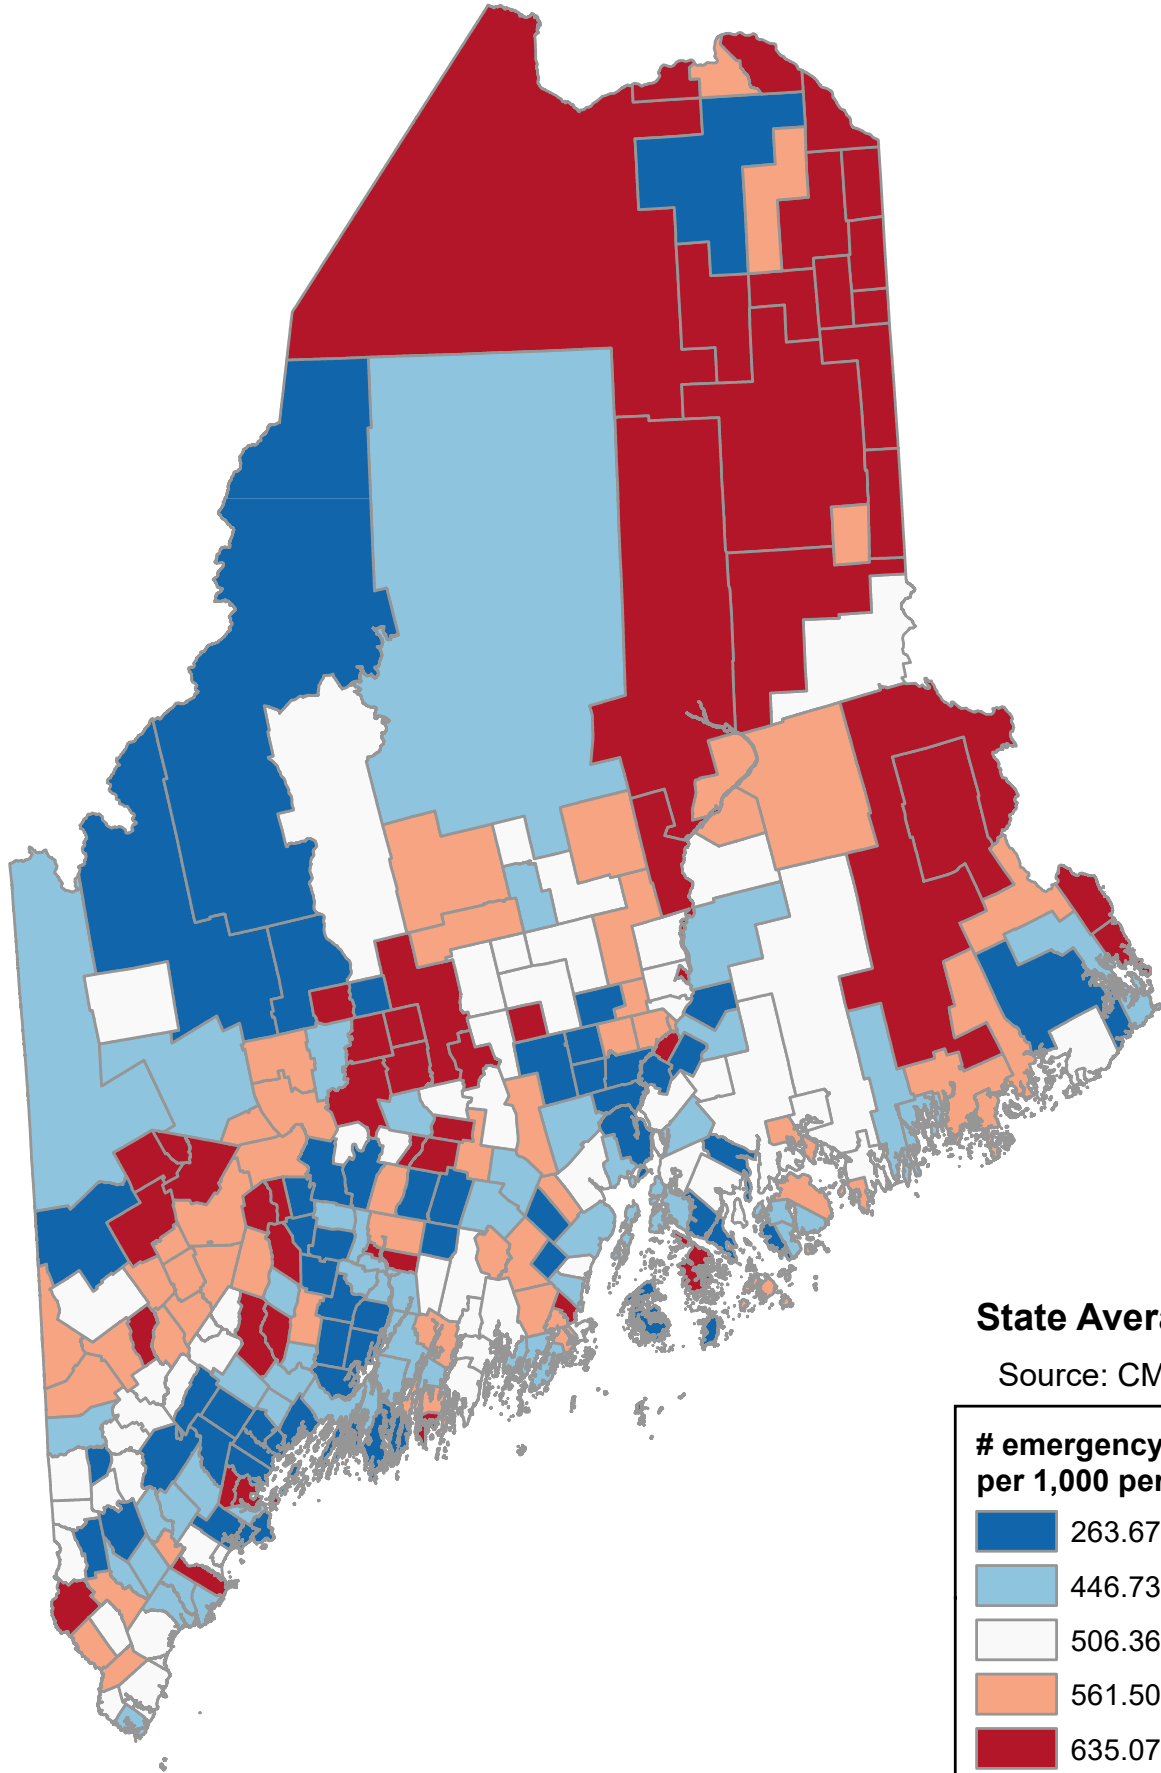 State Avera
Source: CM
# emergency
per 1,000 per
263.67
446.73
506.36
561.50
635.07